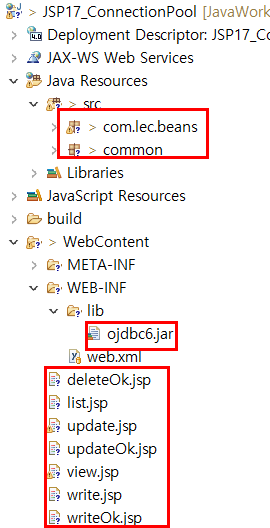 > JSP17_ConnectionPool [JavaWork
> Deployment Descriptor: JSP17_Co
> JAX-WS Web Services
> Java Resources
> src
> com.lec.beans
> common
> Libraries
> JavaScript Resources
> build
> WebContent
> META-INF
WEB-INF
lib
ojdbc6.jar
web.xml
deleteOk.jsp
list.jsp
update.jsp
updateOk.jsp
view.jsp
write.jsp
writeOk.jsp